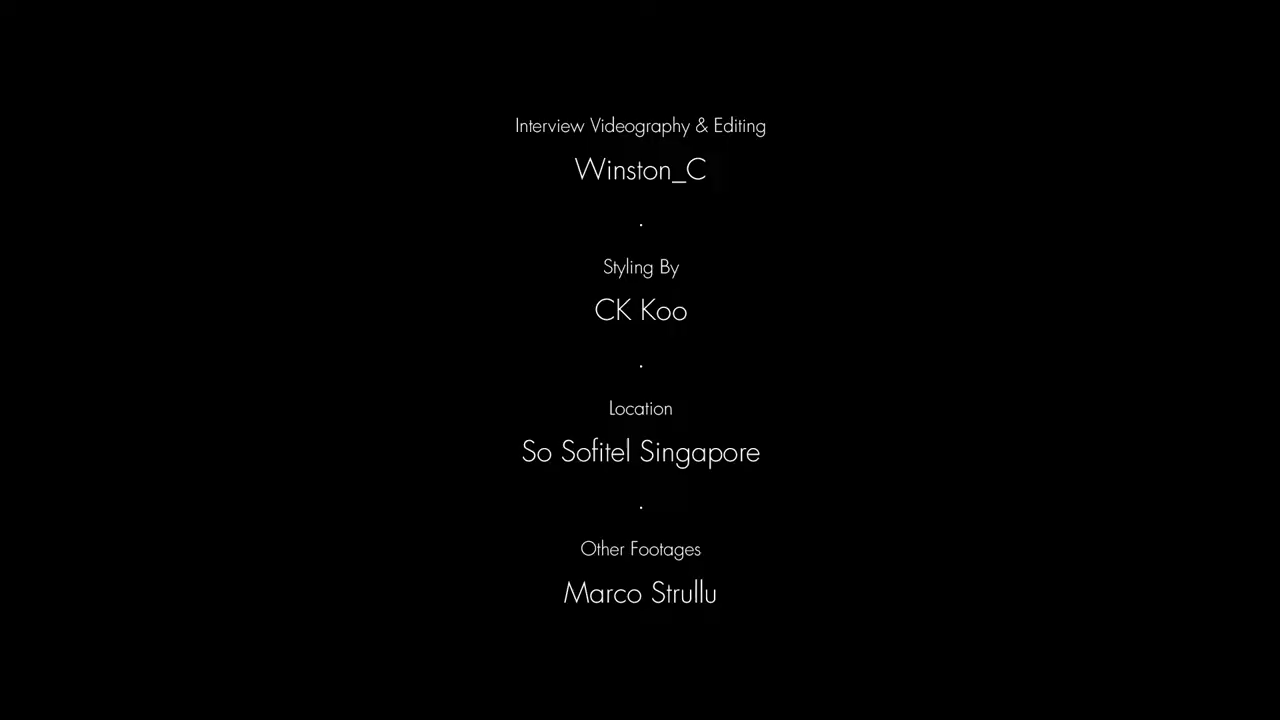 Interview Videography & Editing
Winston_C
.
Styling By
CK Koo
.
Location
So Sofitel Singapore
.
Other Footages
Marco Strullu